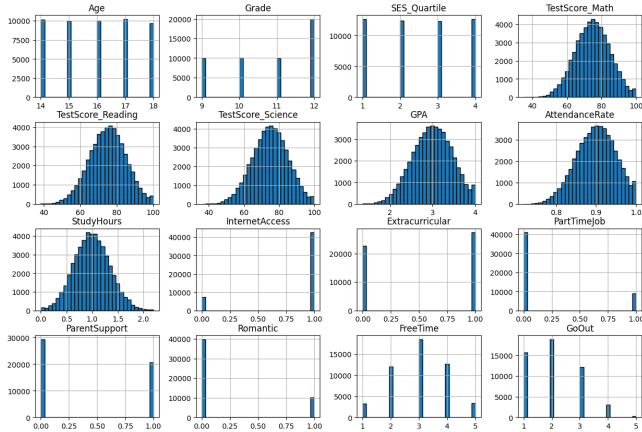 Age Grade SES_Quartile TestScore_Math
10000 20000 12500 4000
7500 15000 10000 3000
5000 10000 7500 2000
2500 5000 5000 1000
2500
0 0 0 0
14 15 16 17 18 9 10 11 12 1 2 3 4 40 60 80 100
TestScore_Reading TestScore_Science GPA AttendanceRate
4000 4000 3000 3000
3000 3000 2000 2000
2000 2000 1000 1000
1000 1000
0 0 0 0
40 60 80 100 40 60 80 100 2 3 4 0.8 0.9 1.0
StudyHours InternetAccess Extracurricular PartTimeJob
4000 40000 20000 40000
3000 30000 30000
2000 20000 10000 20000
1000 10000 10000
0 0 0 0
0.0 0.5 1.0 1.5 2.0 0.00 0.25 0.50 0.75 1.00 0.00 0.25 0.50 0.75 1.00 0.00 0.25 0.50 0.75 1.00
ParentSupport Romantic FreeTime GoOut
30000 40000 15000 15000
20000 30000 10000 10000
10000 20000 5000 5000
10000
0 0 0 0
0.00 0.25 0.50 0.75 1.00 0.00 0.25 0.50 0.75 1.00 1 2 3 4 5 1 2 3 4 5